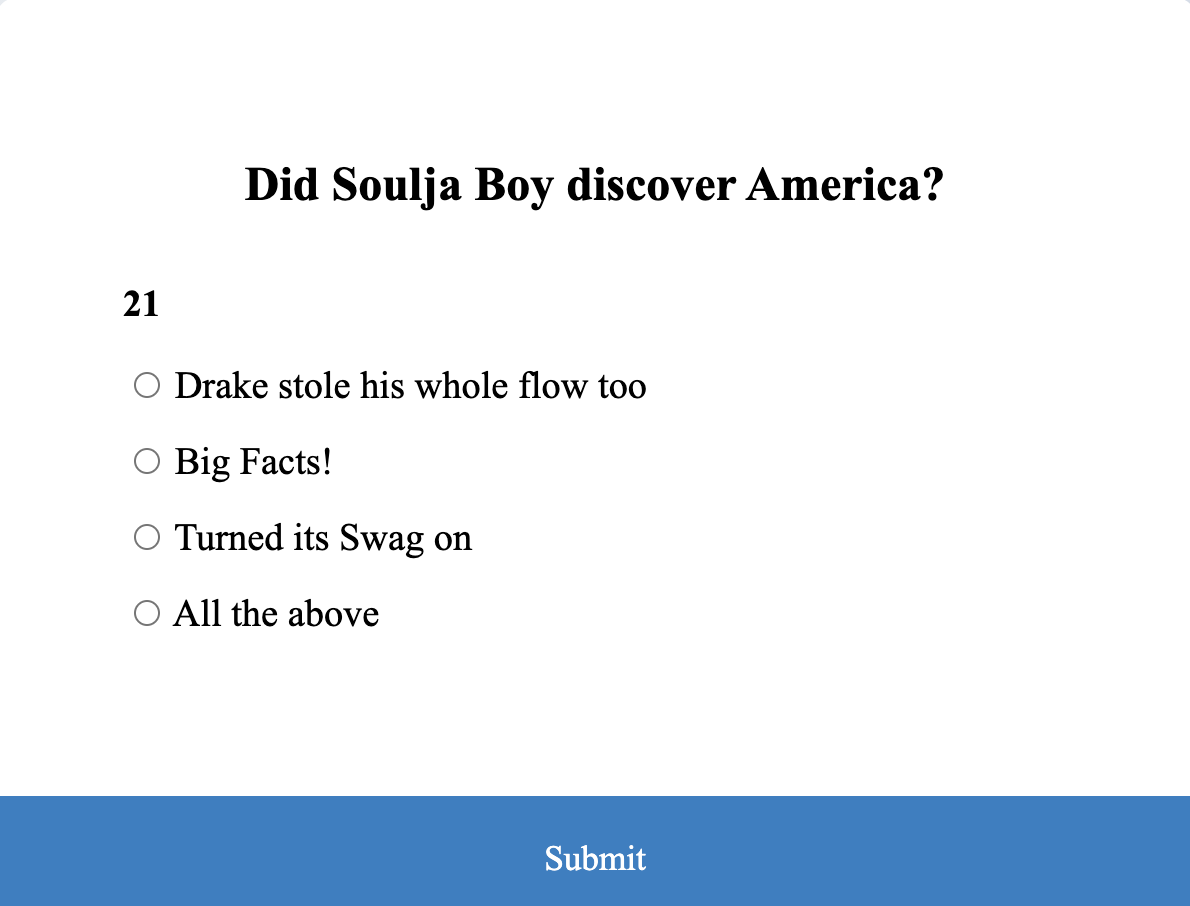 Did Soulja Boy discover America?
21
Drake stole his whole flow too
Big Facts!
Turned its Swag on
All the above
Submit